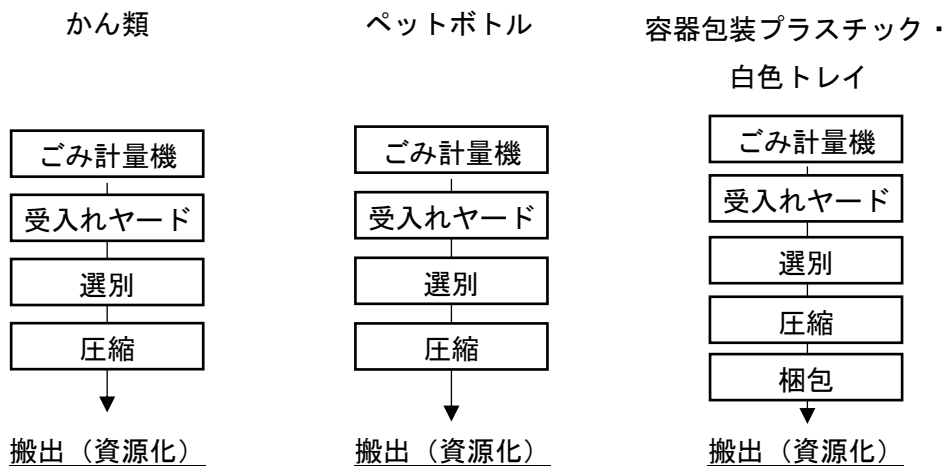 かん類
ごみ計量機
受入れヤード
選別
圧縮
搬出（資源化）
ペットボトル
ごみ計量機
受入れヤード
選別
圧縮
搬出（資源化）
容器包装プラスチック・
白色トレイ
ごみ計量機
受入れヤード
選別
圧縮
梱包
搬出（資源化）